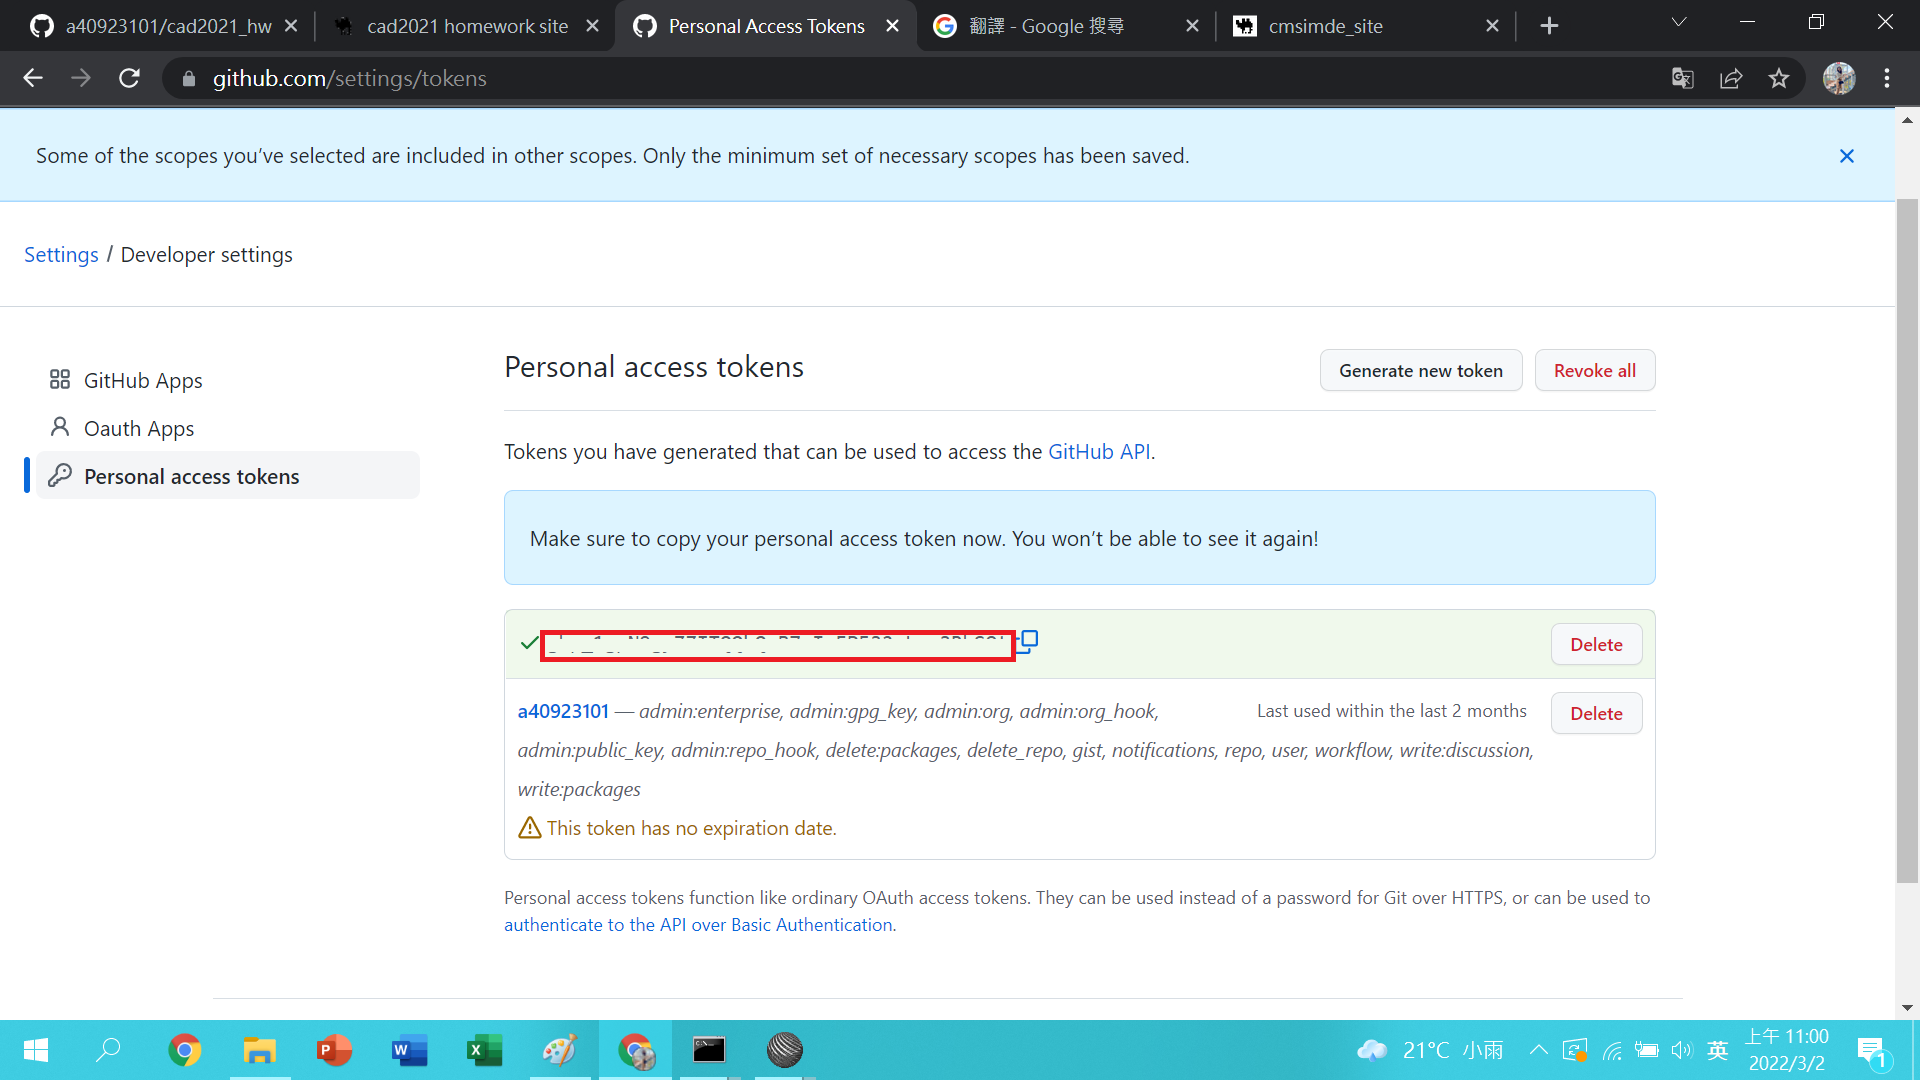 a40923101/cad2021_hw
cad2021 homework site
Personal Access Tokens
翻譯 - Google 搜尋
cmsimde_site
github.com/settings/tokens
Some of the scopes you’ve selected are included in other scopes. Only the minimum set of necessary scopes has been saved.
Settings / Developer settings
GitHub Apps
Oauth Apps
Personal access tokens
Personal access tokens
Generate new token
Revoke all
Tokens you have generated that can be used to access the GitHub API.
Make sure to copy your personal access token now. You won’t be able to see it again!
Delete
a40923101 — admin:enterprise, admin:gpg_key, admin:org, admin:org_hook,
Last used within the last 2 months
Delete
admin:public_key, admin:repo_hook, delete:packages, delete_repo, gist, notifications, repo, user, workflow, write:discussion,
write:packages
This token has no expiration date.
Personal access tokens function like ordinary OAuth access tokens. They can be used instead of a password for Git over HTTPS, or can be used to
authenticate to the API over Basic Authentication.
21°C 小雨
英
上午 11:00
2022/3/2
1